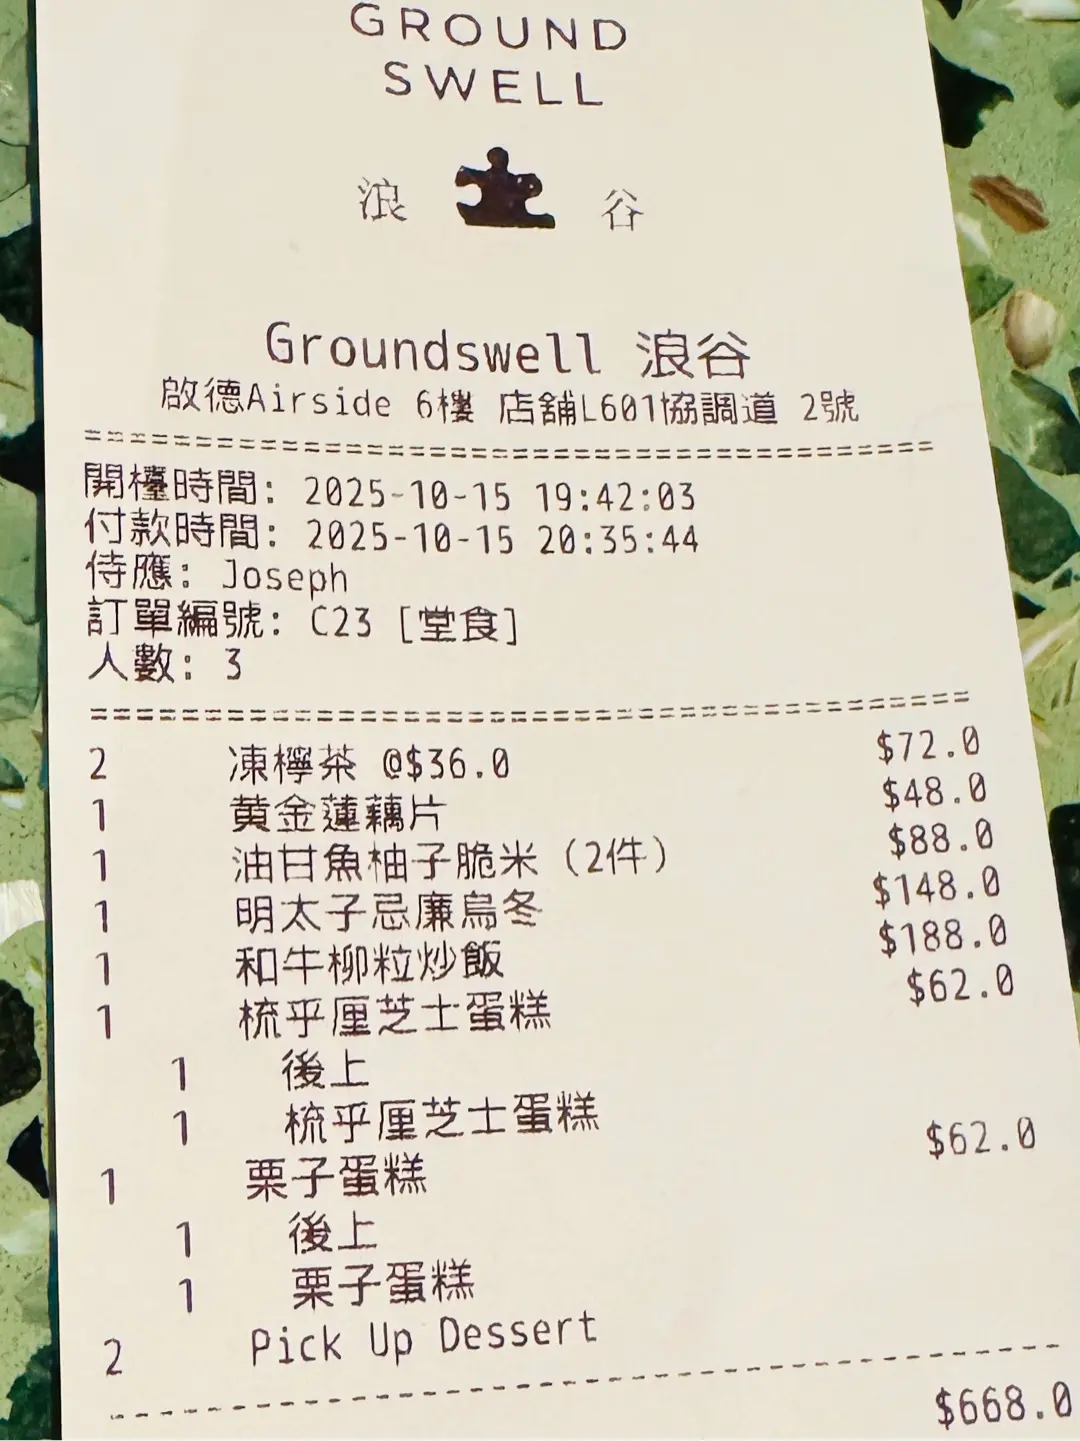 GROUND
SWELL
浪 谷
Groundswell 浪谷
啟德Airside 6樓 店舖L601協調道 2號
================================================
開檯時間: 2025-10-15 19:42:03
付款時間: 2025-10-15 20:35:44
侍應: Joseph
訂單編號: C23 [堂食]
人數: 3
================================================
2 凍檸茶 @$36.0 $72.0
1 黄金蓮藕片 $48.0
1 油甘魚柚子脆米 (2件) $88.0
1 明太子忌廉烏冬 $148.0
1 和牛柳粒炒飯 $188.0
1 梳乎厘芝士蛋糕 $62.0
1 後上
1 梳乎厘芝士蛋糕
1 栗子蛋糕 $62.0
1 後上
1 栗子蛋糕
2 Pick Up Dessert
------------------------------------------------
$668.0